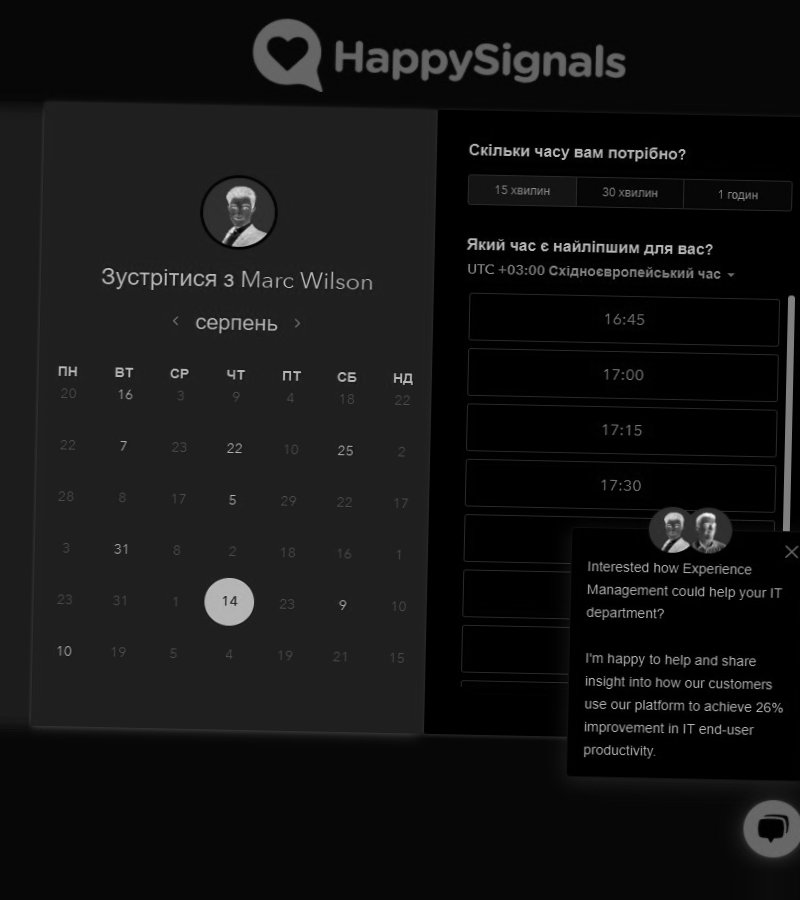 HappySignals
Зустрітися з Marc Wilson
серпень
ПН ВТ СР ЧТ ПТ СБ НД
20 16 3 9 4 18 22
22 7 23 22 10 25 2
28 8 17 5 29 22 17
3 31 8 2 18 16 1
23 31 1 14 23 9 10
10 19 5 4 19 21 15
Скільки часу вам потрібно?
15 хвилин 30 хвилин 1 годин
Який час є найліпшим для вас?
UTC +03:00 Східноєвропейський час
16:45
17:00
17:15
17:30
Interested how Experience
Management could help your IT
department?
I'm happy to help and share
insight into how our customers
use our platform to achieve 26%
improvement in IT end-user
productivity.